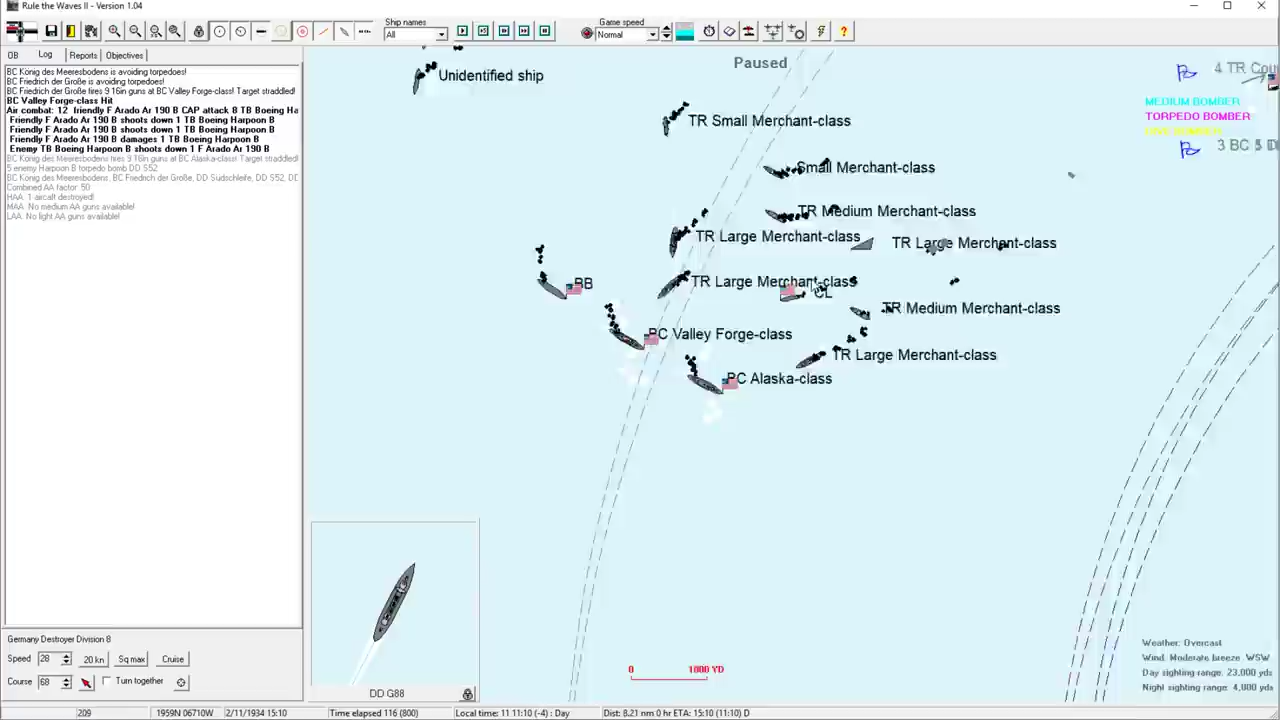 Rule the Waves II - Version 1.04
Ship names
All
Game speed
Normal
OB
Log
Reports
Objectives
BC König des Meeresbodens is avoiding torpedoes!
BC Friedrich der Große is avoiding torpedoes!
BC Friedrich der Große fires 9 16in guns at BC Valley Forge-class! Target straddled!
BC Valley Forge-class Hit
Air combat: 12 friendly F Arado Ar 190 B CAP attack 8 TB Boeing Ha
Friendly F Arado Ar 190 B shoots down 1 TB Boeing Harpoon B
Friendly F Arado Ar 190 B shoots down 1 TB Boeing Harpoon B
Friendly F Arado Ar 190 B damages 1 TB Boeing Harpoon B
Enemy TB Boeing Harpoon B shoots down 1 F Arado Ar 190 B
BC König des Meeresbodens fires 9 16in guns at BC Alaska-class! Target straddled!
5 enemy Harpoon B torpedo bomb DD S52
BC König des Meeresbodens, BC Friedrich der Große, DD Sudschleife, DD S52, DD
Combined AA factor: 50
HAA: 1 aircraft destroyed!
MAA: No medium AA guns available!
LAA: No light AA guns available!
Paused
Unidentified ship
TR Small Merchant-class
Small Merchant-class
TR Medium Merchant-class
TR Large Merchant-class
TR Large Merchant-class
BB
TR Large Merchant-class
CL
TR Medium Merchant-class
BC Valley Forge-class
TR Large Merchant-class
BC Alaska-class
4 TR Cou
MEDIUM BOMBER
TORPEDO BOMBER
DIVE BOMBER
3 BC 5 D
0
1000 YD
Weather: Overcast
Wind: Moderate breeze WSW
Day sighting range: 23,000 yds
Night sighting range: 4,000 yds
Germany Destroyer Division 8
Speed
28
20 kn
Sq max
Cruise
Course
68
Turn together
DD G88
209
1959N 06710W
2/11/1934 15:10
Time elapsed 116 (800)
Local time: 11 11:10 (-4) : Day
Dist: 8.21 nm 0 hr ETA: 15:10 (11:10) D